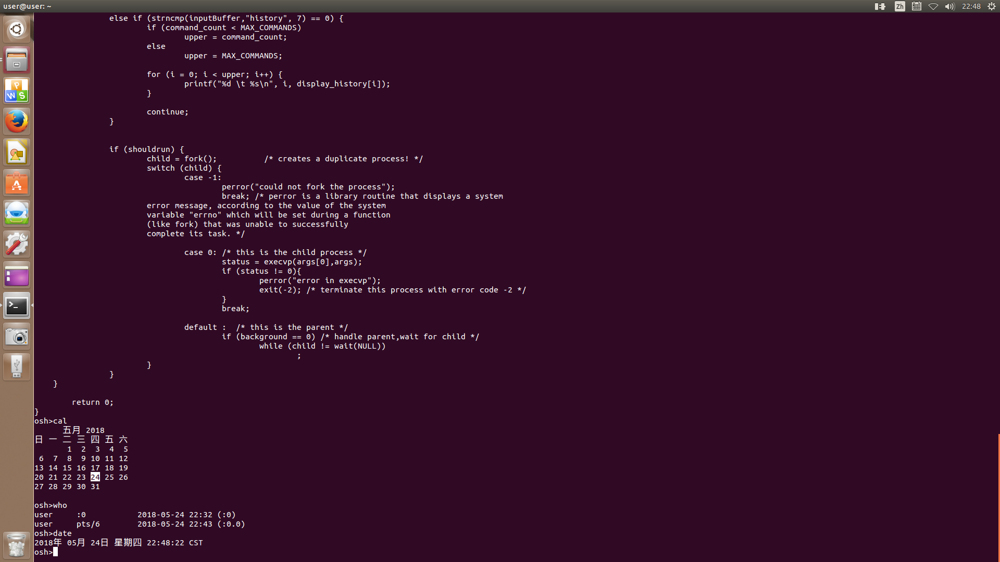 user@user: ~
Zh
22:48
else if (strncmp(inputBuffer,"history", 7) == 0) {
if (command_count < MAX_COMMANDS)
upper = command_count;
else
upper = MAX_COMMANDS;
for (i = 0; i < upper; i++) {
printf("%d \t %s\n", i, display_history[i]);
}
continue;
}
if (shouldrun) {
child = fork();          /* creates a duplicate process! */
switch (child) {
case -1:
perror("could not fork the process");
break; /* perror is a library routine that displays a system
error message, according to the value of the system
variable "errno" which will be set during a function
(like fork) that was unable to successfully
complete its task. */
case 0: /* this is the child process */
status = execvp(args[0],args);
if (status != 0){
perror("error in execvp");
exit(-2); /* terminate this process with error code -2 */
}
break;
default :  /* this is the parent */
if (background == 0) /* handle parent,wait for child */
while (child != wait(NULL))
;
}
}
}
return 0;
}
osh>cal
五月 2018
日 一 二 三 四 五 六
1  2  3  4  5
6  7  8  9 10 11 12
13 14 15 16 17 18 19
20 21 22 23 24 25 26
27 28 29 30 31
osh>who
user     :0           2018-05-24 22:32 (:0)
user     pts/6        2018-05-24 22:43 (:0.0)
osh>date
2018年 05月 24日 星期四 22:48:22 CST
osh>
P
W S
A
>_